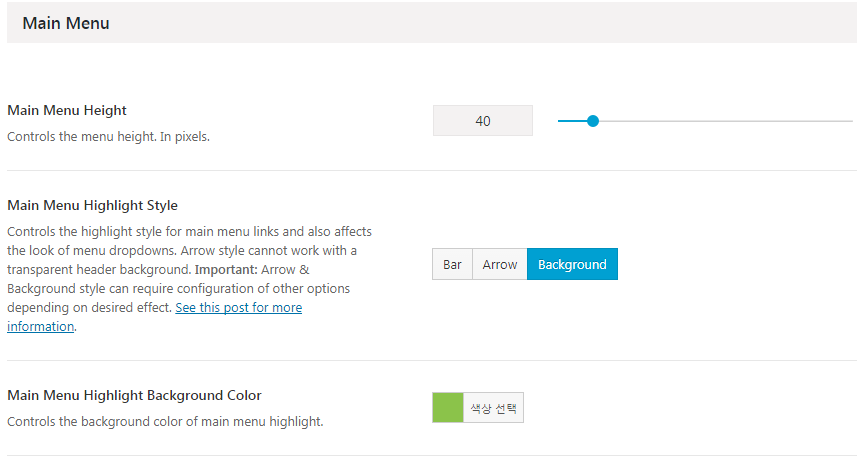 Main Menu
Main Menu Height
Controls the menu height. In pixels.
40
Main Menu Highlight Style
Controls the highlight style for main menu links and also affects
the look of menu dropdowns. Arrow style cannot work with a
transparent header background. Important: Arrow &
Background style can require configuration of other options
depending on desired effect. See this post for more
information.
Bar Arrow Background
Main Menu Highlight Background Color
Controls the background color of main menu highlight.
색상 선택